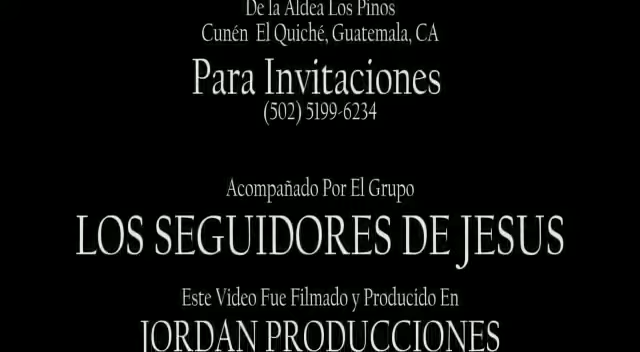 De la Aldea Los Pinos
Cunén El Quiché, Guatemala, CA
Para Invitaciones
(502) 5199-6234
Acompañado Por El Grupo
LOS SEGUIDORES DE JESUS
Este Video Fue Filmado y Producido En
JORDAN PRODUCCIONES